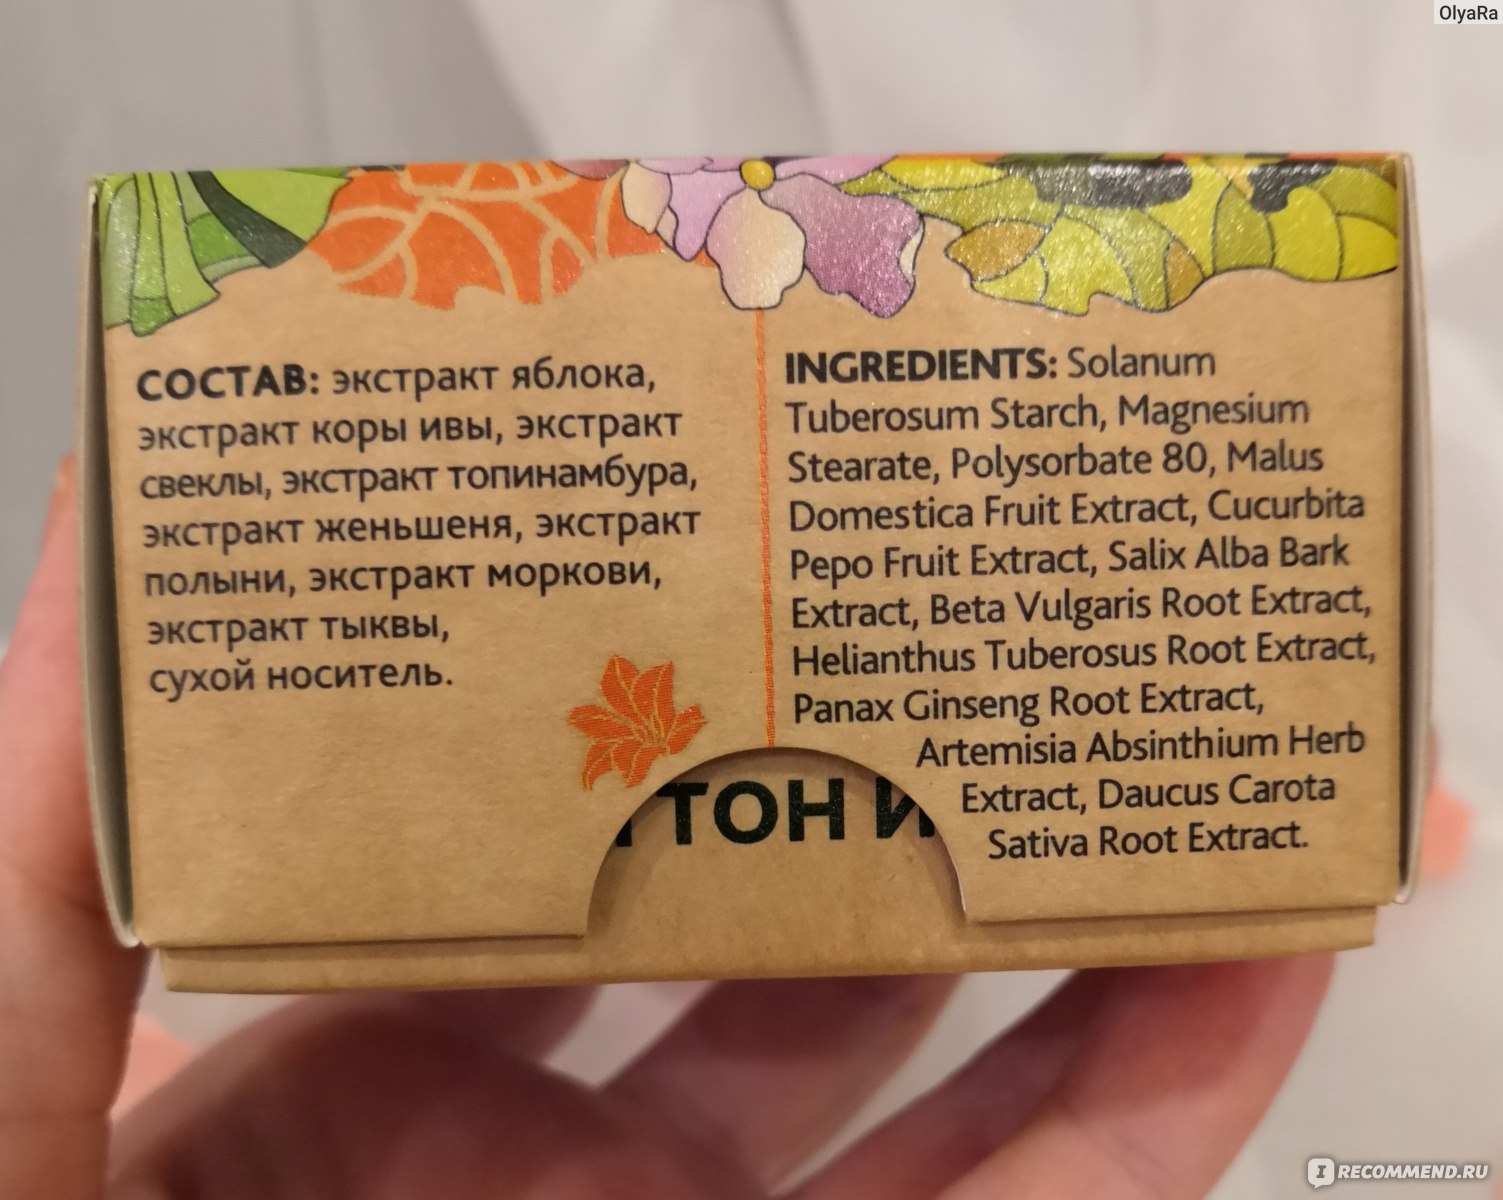 OlyaRa
СОСТАВ: экстракт яблока,
экстракт коры ивы, экстракт
свеклы, экстракт топинамбура,
экстракт женьшеня, экстракт
полыни, экстракт моркови,
экстракт тыквы,
сухой носитель.
INGREDIENTS: Solanum
Tuberosum Starch, Magnesium
Stearate, Polysorbate 80, Malus
Domestica Fruit Extract, Cucurbita
Pepo Fruit Extract, Salix Alba Bark
Extract, Beta Vulgaris Root Extract,
Helianthus Tuberosus Root Extract,
Panax Ginseng Root Extract,
Artemisia Absinthium Herb
Extract, Daucus Carota
Sativa Root Extract.
ТОН И
IRECOMMEND.RU